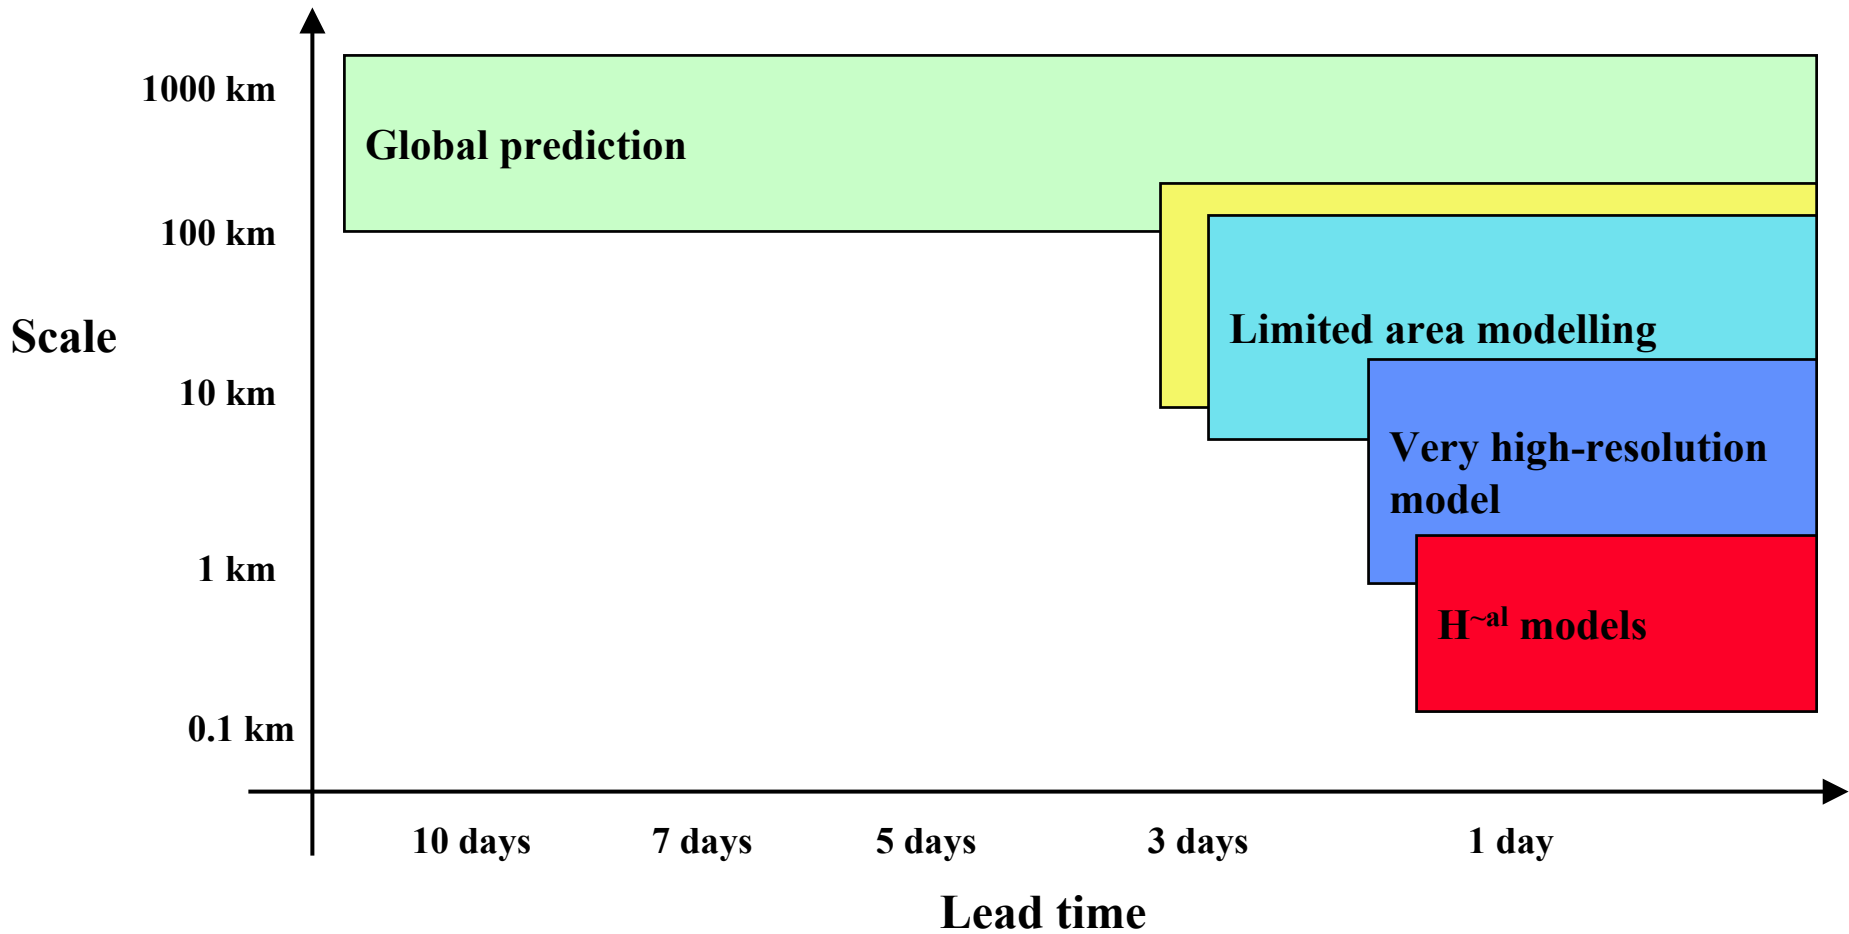 1000 km
Global prediction
100 km
Scale
Limited area modelling
10 km
Very high-resolution
model
1 km
H~al models
0.1 km
10 days 7 days 5 days 3 days 1 day
Lead time